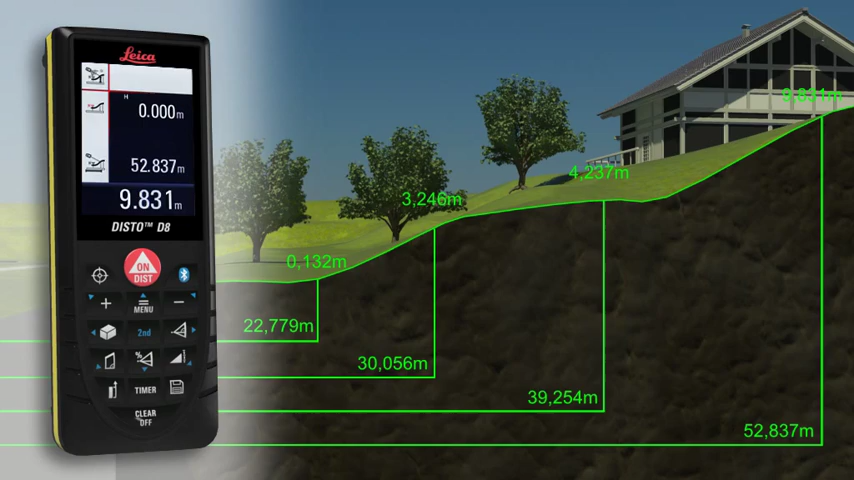 Leica
H
0.000m
52.837m
9.831m
DISTO™ D8
ON
DIST
+
MENU
−
2nd
%
TIMER
CLEAR
OFF
9,831m
4,237m
3,246m
0,132m
22,779m
30,056m
39,254m
52,837m